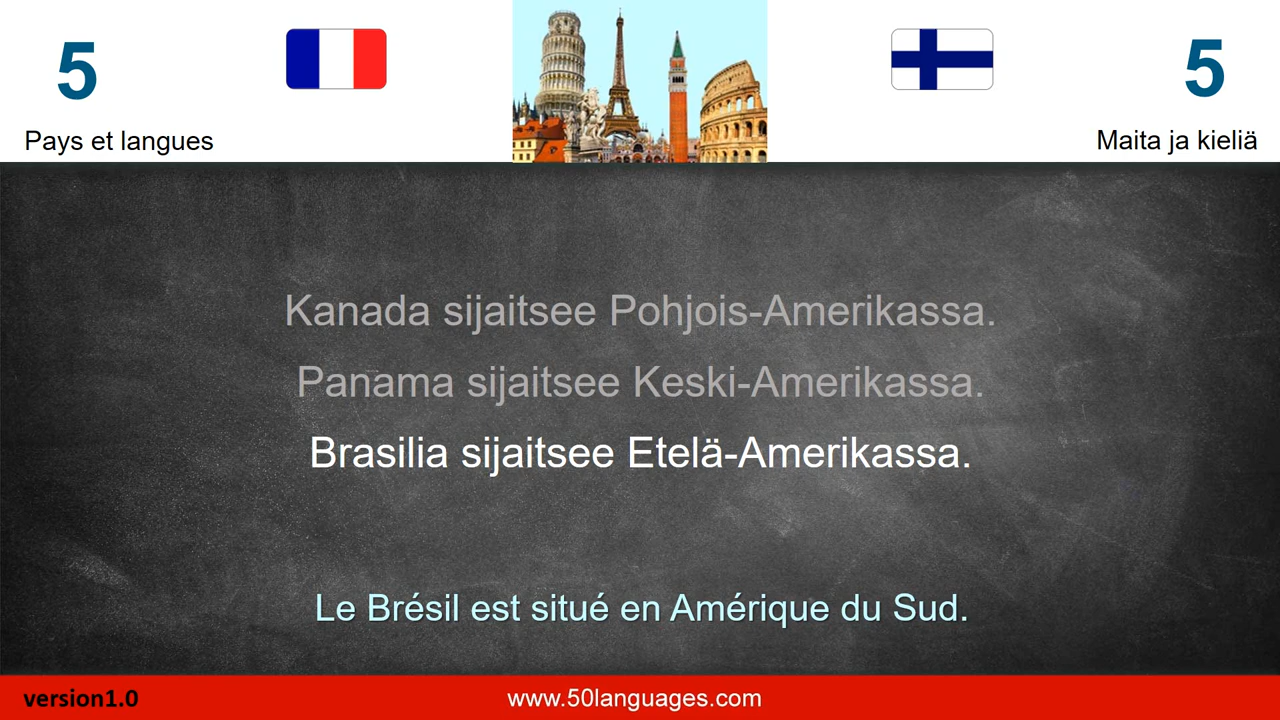 5
5
Pays et langues
Maita ja kieliä
Kanada sijaitsee Pohjois-Amerikassa.
Panama sijaitsee Keski-Amerikassa.
Brasilia sijaitsee Etelä-Amerikassa.
Le Brésil est situé en Amérique du Sud.
version1.0
www.50languages.com